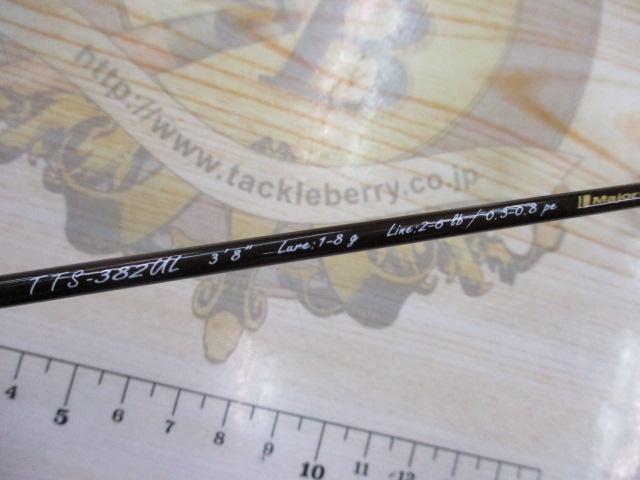 B
http://www.tackleberry.co.jp
TTS-382UL 3'8" Lure:1-8 g Line:2-6 lb / 0.3-0.8 pe Major
4 5 6 7 8 9 10 11 12